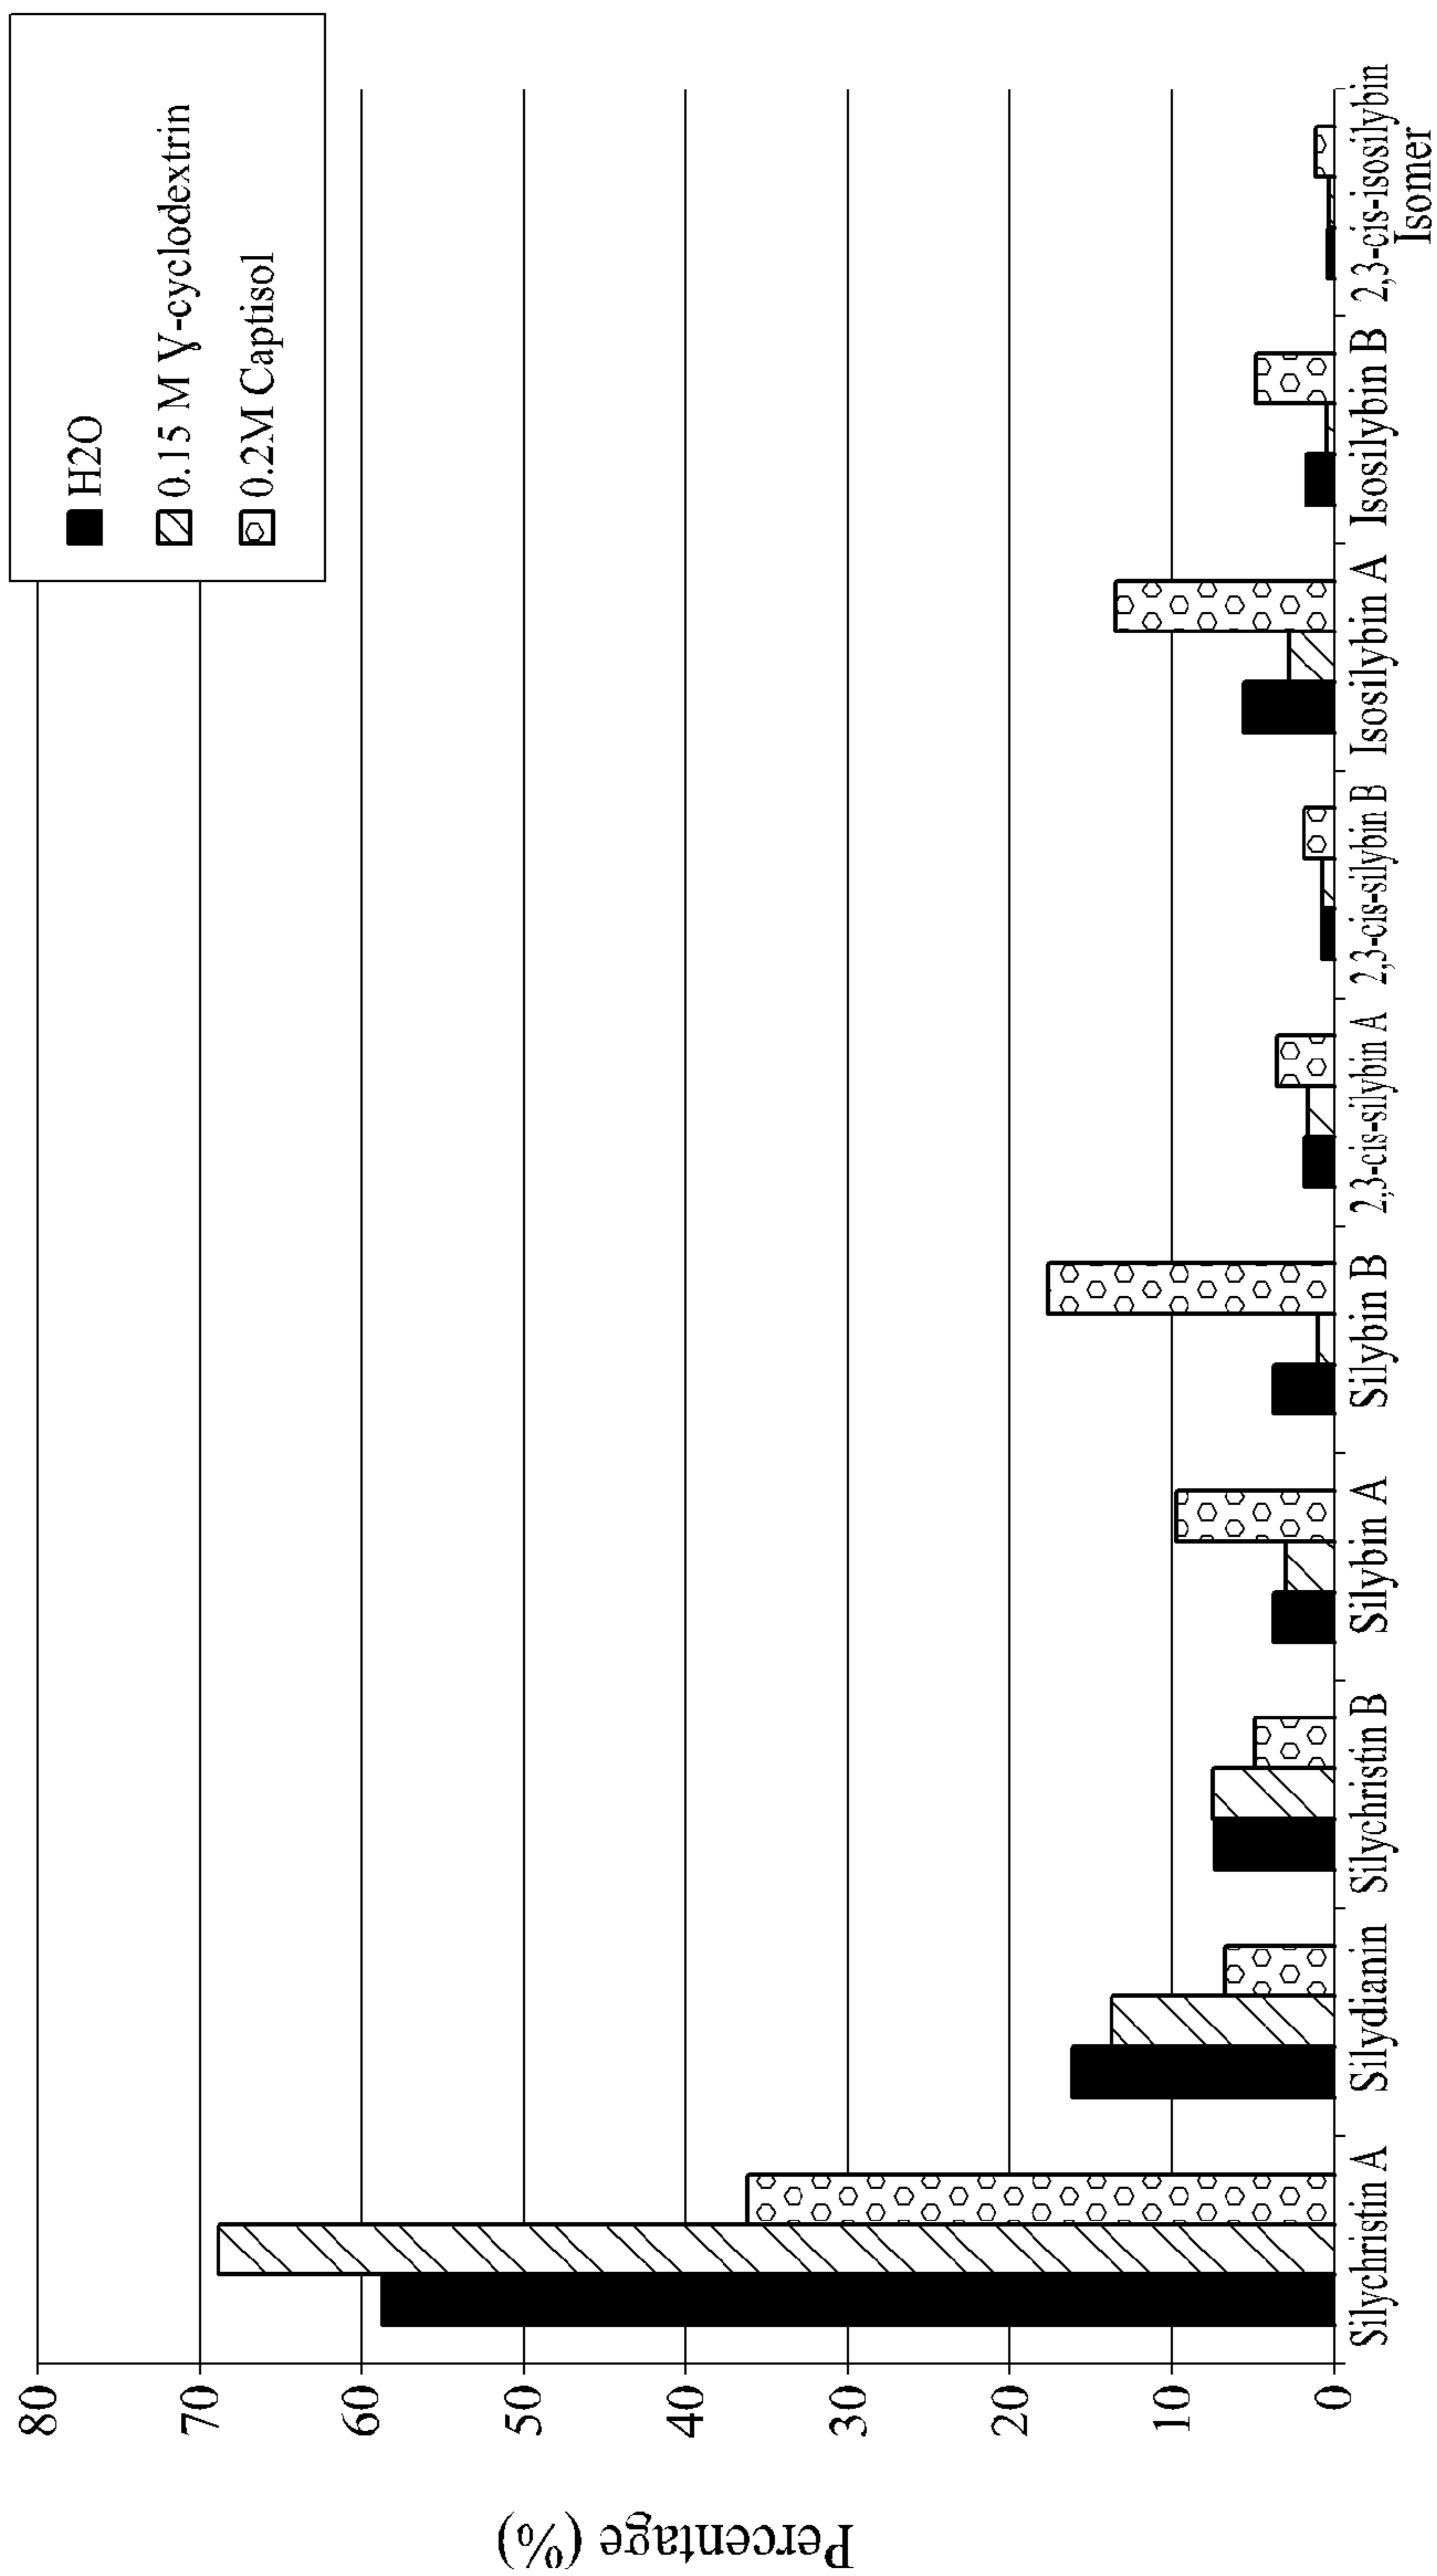 H2O
0.15 M γ-cyclodextrin
0.2M Captisol
Percentage (%)
80
70
60
50
40
30
20
10
0
Silychristin A
Silydianin
Silychristin B
Silybin A
Silybin B
2,3-cis-silybin A
2,3-cis-silybin B
Isosilybin A
Isosilybin B
2,3-cis-isosilybin
Isomer